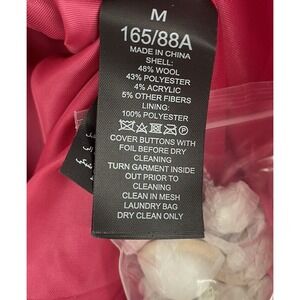 M
165/88A
MADE IN CHINA
SHELL:
48% WOOL
43% POLYESTER
4% ACRYLIC
5% OTHER FIBERS
LINING:
100% POLYESTER
COVER BUTTONS WITH
FOIL BEFORE DRY
CLEANING
TURN GARMENT INSIDE
OUT PRIOR TO DRY
CLEANING
CLEAN IN MESH
LAUNDRY BAG
DRY CLEAN ONLY